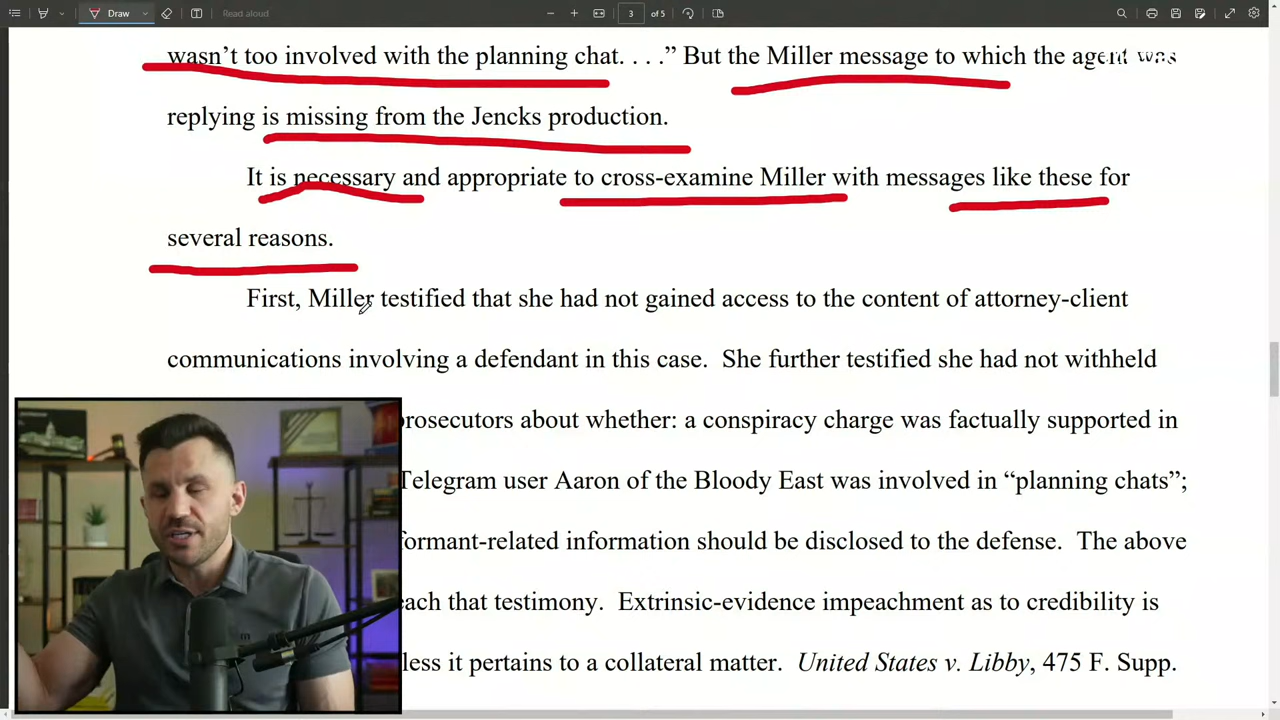 Draw
Read aloud
3 of 5
wasn’t too involved with the planning chat. . . .” But the Miller message to which the agent was
replying is missing from the Jencks production.
It is necessary and appropriate to cross-examine Miller with messages like these for
several reasons.
First, Miller testified that she had not gained access to the content of attorney-client
communications involving a defendant in this case. She further testified she had not withheld
prosecutors about whether: a conspiracy charge was factually supported in
Telegram user Aaron of the Bloody East was involved in “planning chats”;
formant-related information should be disclosed to the defense. The above
each that testimony. Extrinsic-evidence impeachment as to credibility is
less it pertains to a collateral matter. United States v. Libby, 475 F. Supp.